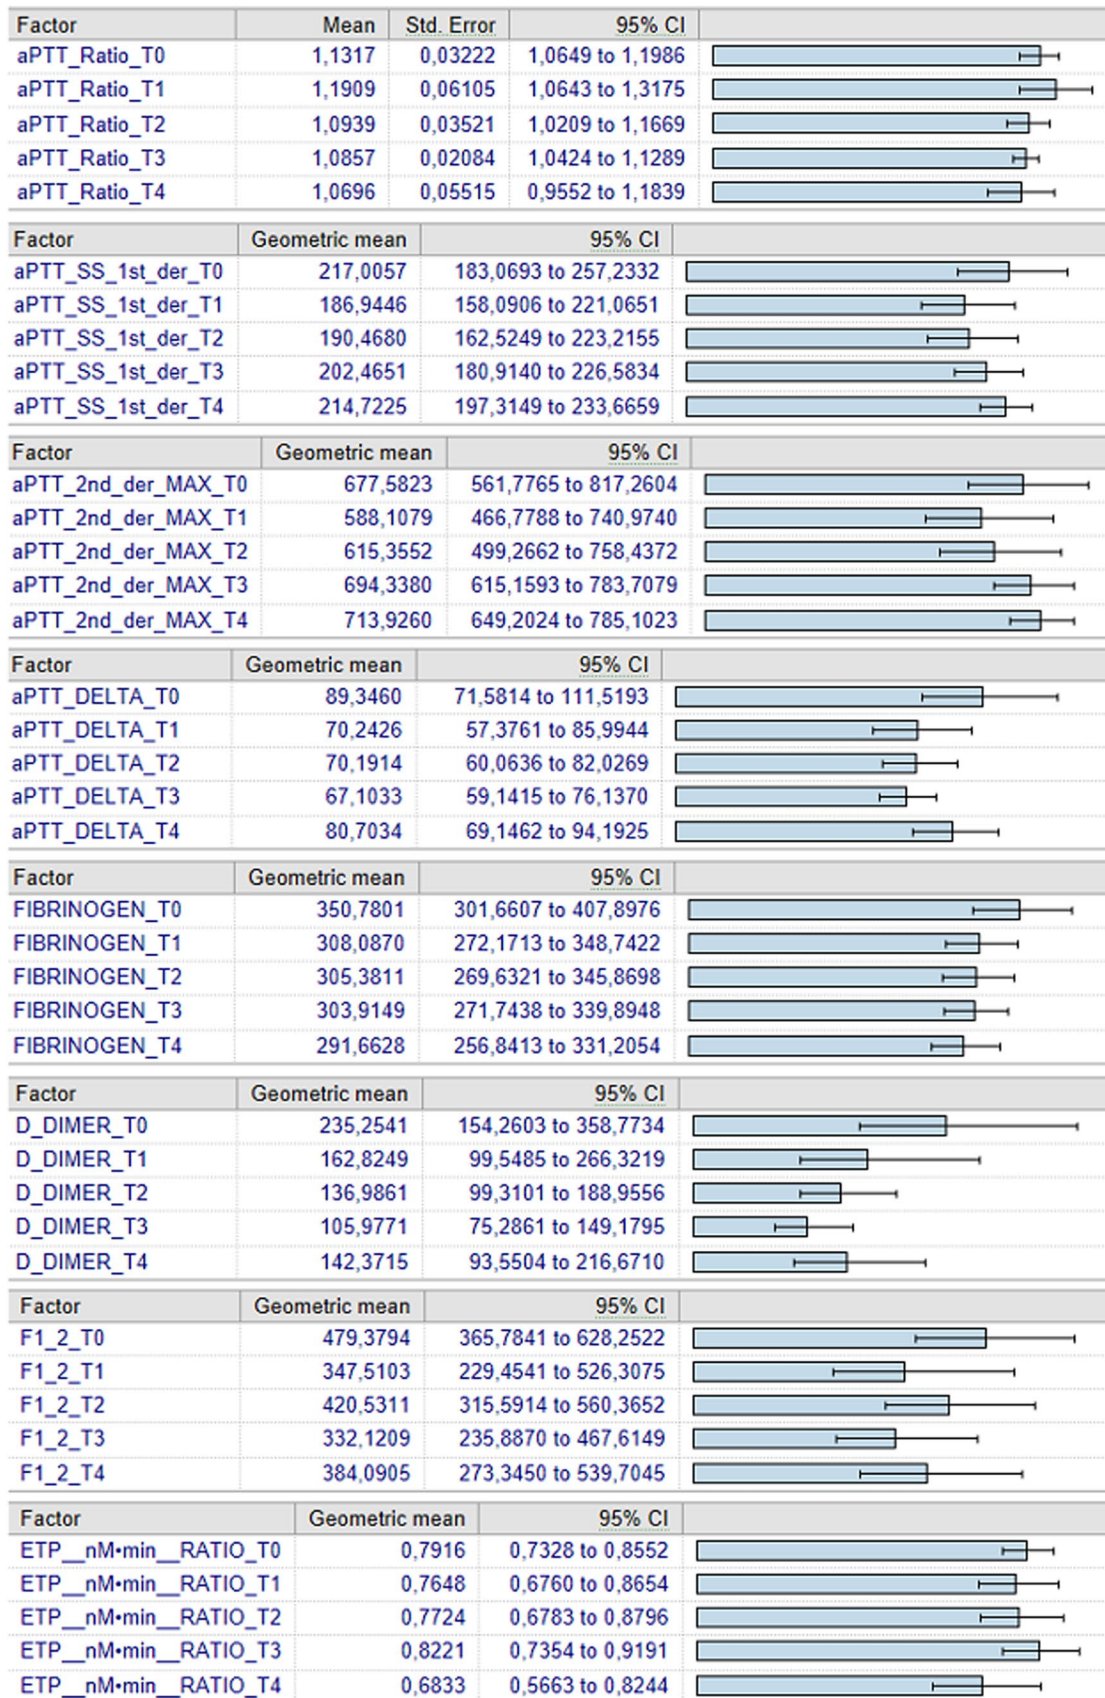 Factor Mean Std. Error 95% CI
aPTT_Ratio_T0 1,1317 0,03222 1,0649 to 1,1986
aPTT_Ratio_T1 1,1909 0,06105 1,0643 to 1,3175
aPTT_Ratio_T2 1,0939 0,03521 1,0209 to 1,1669
aPTT_Ratio_T3 1,0857 0,02084 1,0424 to 1,1289
aPTT_Ratio_T4 1,0696 0,05515 0,9552 to 1,1839
Factor Geometric mean 95% CI
aPTT_SS_1st_der_T0 217,0057 183,0693 to 257,2332
aPTT_SS_1st_der_T1 186,9446 158,0906 to 221,0651
aPTT_SS_1st_der_T2 190,4680 162,5249 to 223,2155
aPTT_SS_1st_der_T3 202,4651 180,9140 to 226,5834
aPTT_SS_1st_der_T4 214,7225 197,3149 to 233,6659
Factor Geometric mean 95% CI
aPTT_2nd_der_MAX_T0 677,5823 561,7765 to 817,2604
aPTT_2nd_der_MAX_T1 588,1079 466,7788 to 740,9740
aPTT_2nd_der_MAX_T2 615,3552 499,2662 to 758,4372
aPTT_2nd_der_MAX_T3 694,3380 615,1593 to 783,7079
aPTT_2nd_der_MAX_T4 713,9260 649,2024 to 785,1023
Factor Geometric mean 95% CI
aPTT_DELTA_T0 89,3460 71,5814 to 111,5193
aPTT_DELTA_T1 70,2426 57,3761 to 85,9944
aPTT_DELTA_T2 70,1914 60,0636 to 82,0269
aPTT_DELTA_T3 67,1033 59,1415 to 76,1370
aPTT_DELTA_T4 80,7034 69,1462 to 94,1925
Factor Geometric mean 95% CI
FIBRINOGEN_T0 350,7801 301,6607 to 407,8976
FIBRINOGEN_T1 308,0870 272,1713 to 348,7422
FIBRINOGEN_T2 305,3811 269,6321 to 345,8698
FIBRINOGEN_T3 303,9149 271,7438 to 339,8948
FIBRINOGEN_T4 291,6628 256,8413 to 331,2054
Factor Geometric mean 95% CI
D_DIMER_T0 235,2541 154,2603 to 358,7734
D_DIMER_T1 162,8249 99,5485 to 266,3219
D_DIMER_T2 136,9861 99,3101 to 188,9556
D_DIMER_T3 105,9771 75,2861 to 149,1795
D_DIMER_T4 142,3715 93,5504 to 216,6710
Factor Geometric mean 95% CI
F1_2_T0 479,3794 365,7841 to 628,2522
F1_2_T1 347,5103 229,4541 to 526,3075
F1_2_T2 420,5311 315,5914 to 560,3652
F1_2_T3 332,1209 235,8870 to 467,6149
F1_2_T4 384,0905 273,3450 to 539,7045
Factor Geometric mean 95% CI
ETP__nM•min__RATIO_T0 0,7916 0,7328 to 0,8552
ETP__nM•min__RATIO_T1 0,7648 0,6760 to 0,8654
ETP__nM•min__RATIO_T2 0,7724 0,6783 to 0,8796
ETP__nM•min__RATIO_T3 0,8221 0,7354 to 0,9191
ETP__nM•min__RATIO_T4 0,6833 0,5663 to 0,8244